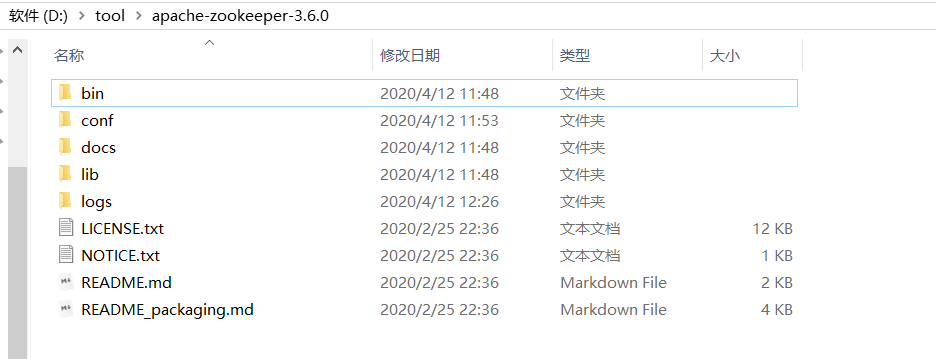 软件 (D:) › tool › apache-zookeeper-3.6.0
名称 修改日期 类型 大小
bin 2020/4/12 11:48 文件夹
conf 2020/4/12 11:53 文件夹
docs 2020/4/12 11:48 文件夹
lib 2020/4/12 11:48 文件夹
logs 2020/4/12 12:26 文件夹
LICENSE.txt 2020/2/25 22:36 文本文档 12 KB
NOTICE.txt 2020/2/25 22:36 文本文档 1 KB
README.md 2020/2/25 22:36 Markdown File 2 KB
README_packaging.md 2020/2/25 22:36 Markdown File 4 KB